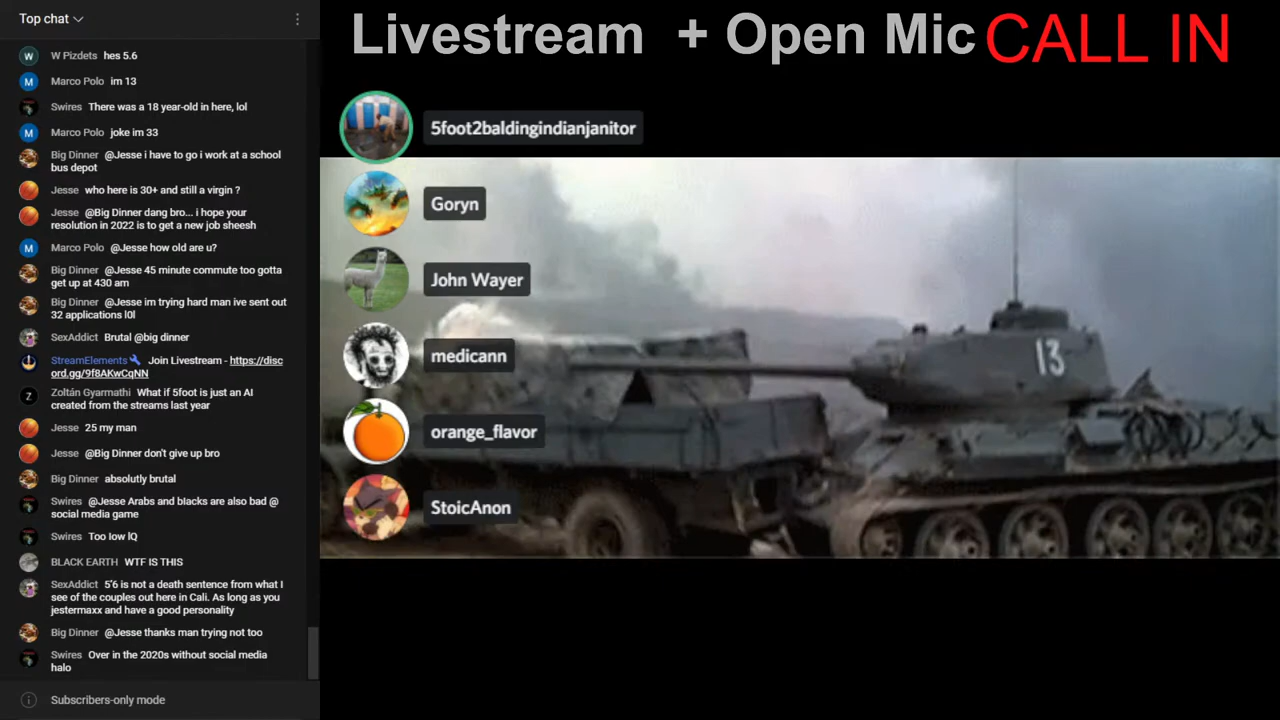 Top chat
W Pizdets hes 5.6
Marco Polo im 13
Swires There was a 18 year-old in here, lol
Marco Polo joke im 33
Big Dinner @Jesse i have to go i work at a school
bus depot
Jesse who here is 30+ and still a virgin ?
Jesse @Big Dinner dang bro... i hope your
resolution in 2022 is to get a new job sheesh
Marco Polo @Jesse how old are u?
Big Dinner @Jesse 45 minute commute too gotta
get up at 430 am
Big Dinner @Jesse im trying hard man ive sent out
32 applications l0l
SexAddict Brutal @big dinner
StreamElements Join Livestream - https://disc
ord.gg/9f8AKwCqNN
Zoltán Gyarmathi What if 5foot is just an AI
created from the streams last year
Jesse 25 my man
Jesse @Big Dinner don't give up bro
Big Dinner absolutly brutal
Swires @Jesse Arabs and blacks are also bad @
social media game
Swires Too low IQ
BLACK EARTH WTF IS THIS
SexAddict 5'6 is not a death sentence from what I
see of the couples out here in Cali. As long as you
jestermaxx and have a good personality
Big Dinner @Jesse thanks man trying not too
Swires Over in the 2020s without social media
halo
Subscribers-only mode
Livestream + Open Mic CALL IN
5foot2baldingindianjanitor
Goryn
John Wayer
medicann
orange_flavor
StoicAnon
13